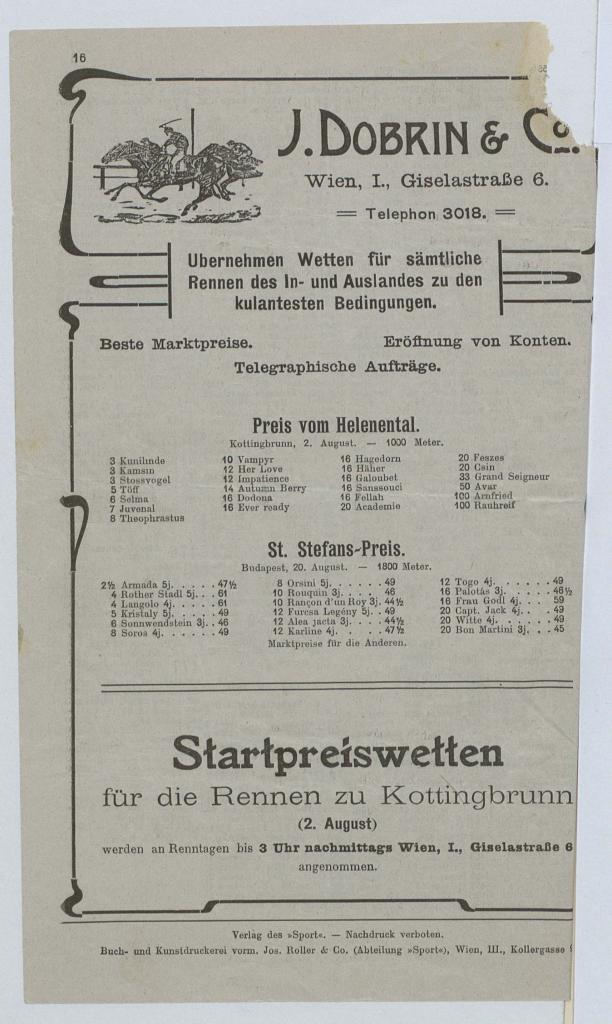 16
J. DOBRIN & Co.
Wien, I., Giselastraße 6.
Telephon 3018.
Ubernehmen Wetten für sämtliche
Rennen des In- und Auslandes zu den
kulantesten Bedingungen.
Beste Marktpreise. Eröffnung von Konten.
Telegraphische Aufträge.
Preis vom Helenental.
Kottingbrunn, 2. August. — 1000 Meter.
3 Kunihnde 10 Vampyr 16 Hagedorn 20 Feszes
3 Kamsin 12 Her Love 16 Häher 20 Csin
3 Stossvogel 12 Impatience 16 Galoubet 33 Grand Seigneur
5 Töff 14 Autumn Berry 16 Sanssouci 50 Avar
6 Selma 16 Dodona 16 Fellah 100 Arnfried
7 Juvenal 16 Ever ready 20 Academie 100 Rauhreif
8 Theophrastus
St. Stefans-Preis.
Budapest, 20. August. — 1800 Meter.
2½ Armada 5j. . . . . . 47½ 8 Orsini 5j. . . . . . . 49 12 Togo 4j. . . . . . . 49
4 Rother Stadl 5j. . . 61 10 Rouquin 3j. . . . . 46 16 Palotás 3j. . . . . . 46½
4 Langolo 4j. . . . . . 61 10 Rançon d'un Roy 3j. 44½ 16 Frau Godl 4j. . . . 59
5 Kristaly 5j. . . . . . 49 12 Furcsa Legény 5j. . 49 20 Capt. Jack 4j. . . . 49
6 Sonnwendstein 3j. . 46 12 Alea jacta 3j. . . . . 44½ 20 Witte 4j. . . . . . . 49
8 Soros 4j. . . . . . . 49 12 Karline 4j. . . . . . 47½ 20 Bon Martini 3j. . . . 45
Marktpreise für die Anderen.
Startpreiswetten
für die Rennen zu Kottingbrunn
(2. August)
werden an Renntagen bis 3 Uhr nachmittags Wien, I., Giselastraße 6
angenommen.
Verlag des »Sport«. — Nachdruck verboten.
Buch- und Kunstdruckerei vorm. Jos. Roller & Co. (Abteilung »Sport«), Wien, III., Kollergasse